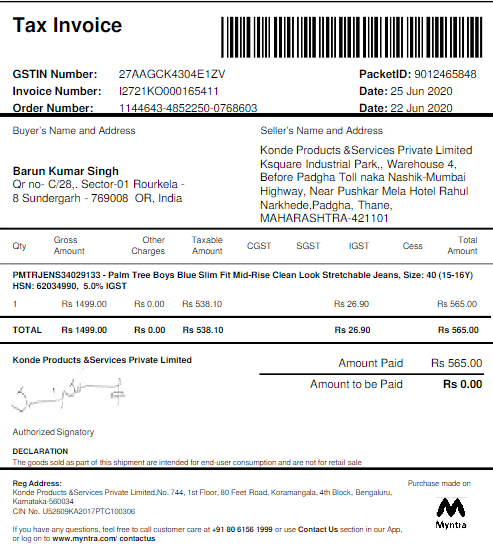 Tax Invoice
GSTIN Number: 27AAGCK4304E1ZV PacketID: 9012465848
Invoice Number: I2721KO000165411 Date: 25 Jun 2020
Order Number: 1144643-4852250-0768603 Date: 22 Jun 2020
Buyer's Name and Address
Barun Kumar Singh
Qr no- C/28,. Sector-01 Rourkela -
8 Sundergarh - 769008 OR, India
Seller's Name and Address
Konde Products &Services Private Limited
Ksquare Industrial Park,, Warehouse 4,
Before Padgha Toll naka Nashik-Mumbai
Highway, Near Pushkar Mela Hotel Rahul
Narkhede,Padgha, Thane,
MAHARASHTRA-421101
Qty Gross Amount Other Charges Taxable Amount CGST SGST IGST Cess Total Amount
PMTRJENS34029133 - Palm Tree Boys Blue Slim Fit Mid-Rise Clean Look Stretchable Jeans, Size: 40 (15-16Y)
HSN: 62034990, 5.0% IGST
1 Rs 1499.00 Rs 0.00 Rs 538.10 Rs 26.90 Rs 565.00
TOTAL Rs 1499.00 Rs 0.00 Rs 538.10 Rs 26.90 Rs 565.00
Konde Products &Services Private Limited
Amount Paid Rs 565.00
Amount to be Paid Rs 0.00
Authorized Signatory
DECLARATION
The goods sold as part of this shipment are intended for end-user consumption and are not for retail sale
Reg Address:
Konde Products &Services Private Limited,No. 744, 1st Floor, 80 Feet Road, Koramangala, 4th Block, Bengaluru,
Karnataka-560034
CIN No. U52609KA2017PTC100306
Purchase made on
Myntra
If you have any questions, feel free to call customer care at +91 80 6156 1999 or use Contact Us section in our App,
or log on to www.myntra.com/ contactus